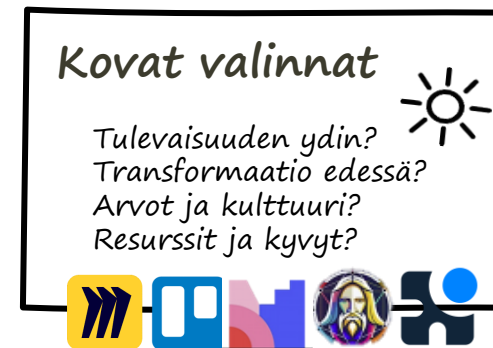 Kovat valinnat
Tulevaisuuden ydin?
Transformaatio edessä?
Arvot ja kulttuuri?
Resurssit ja kyvyt?